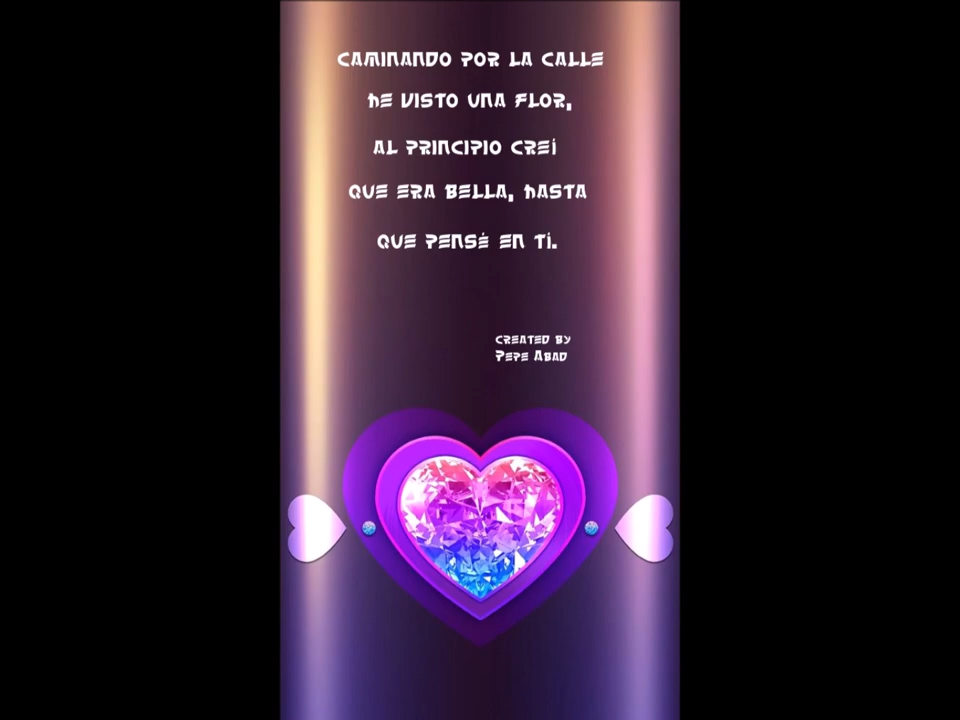 CAMINANDO POR LA CALLE
HE VISTO UNA FLOR,
AL PRINCIPIO CREÍ
QUE ERA BELLA, HASTA
QUE PENSÉ EN TÍ.
CREATED BY
PEPE ABAD